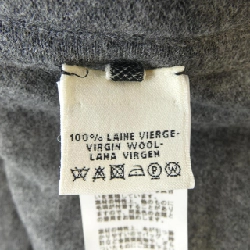 100% LAINE VIERGE-
VIRGIN WOOL-
LANA VIRGEN